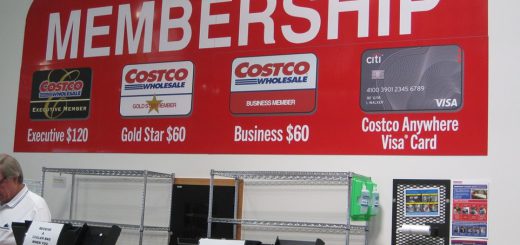 MEMBERSHIP
COSTCO
WHOLESALE
EXECUTIVE MEMBER
Executive $120
COSTCO
WHOLESALE
GOLD STAR MEMBER
Gold Star $60
COSTCO
WHOLESALE
BUSINESS MEMBER
Business $60
citi
4100 3901 2345 6789
VISA
Costco Anywhere
Visa® Card